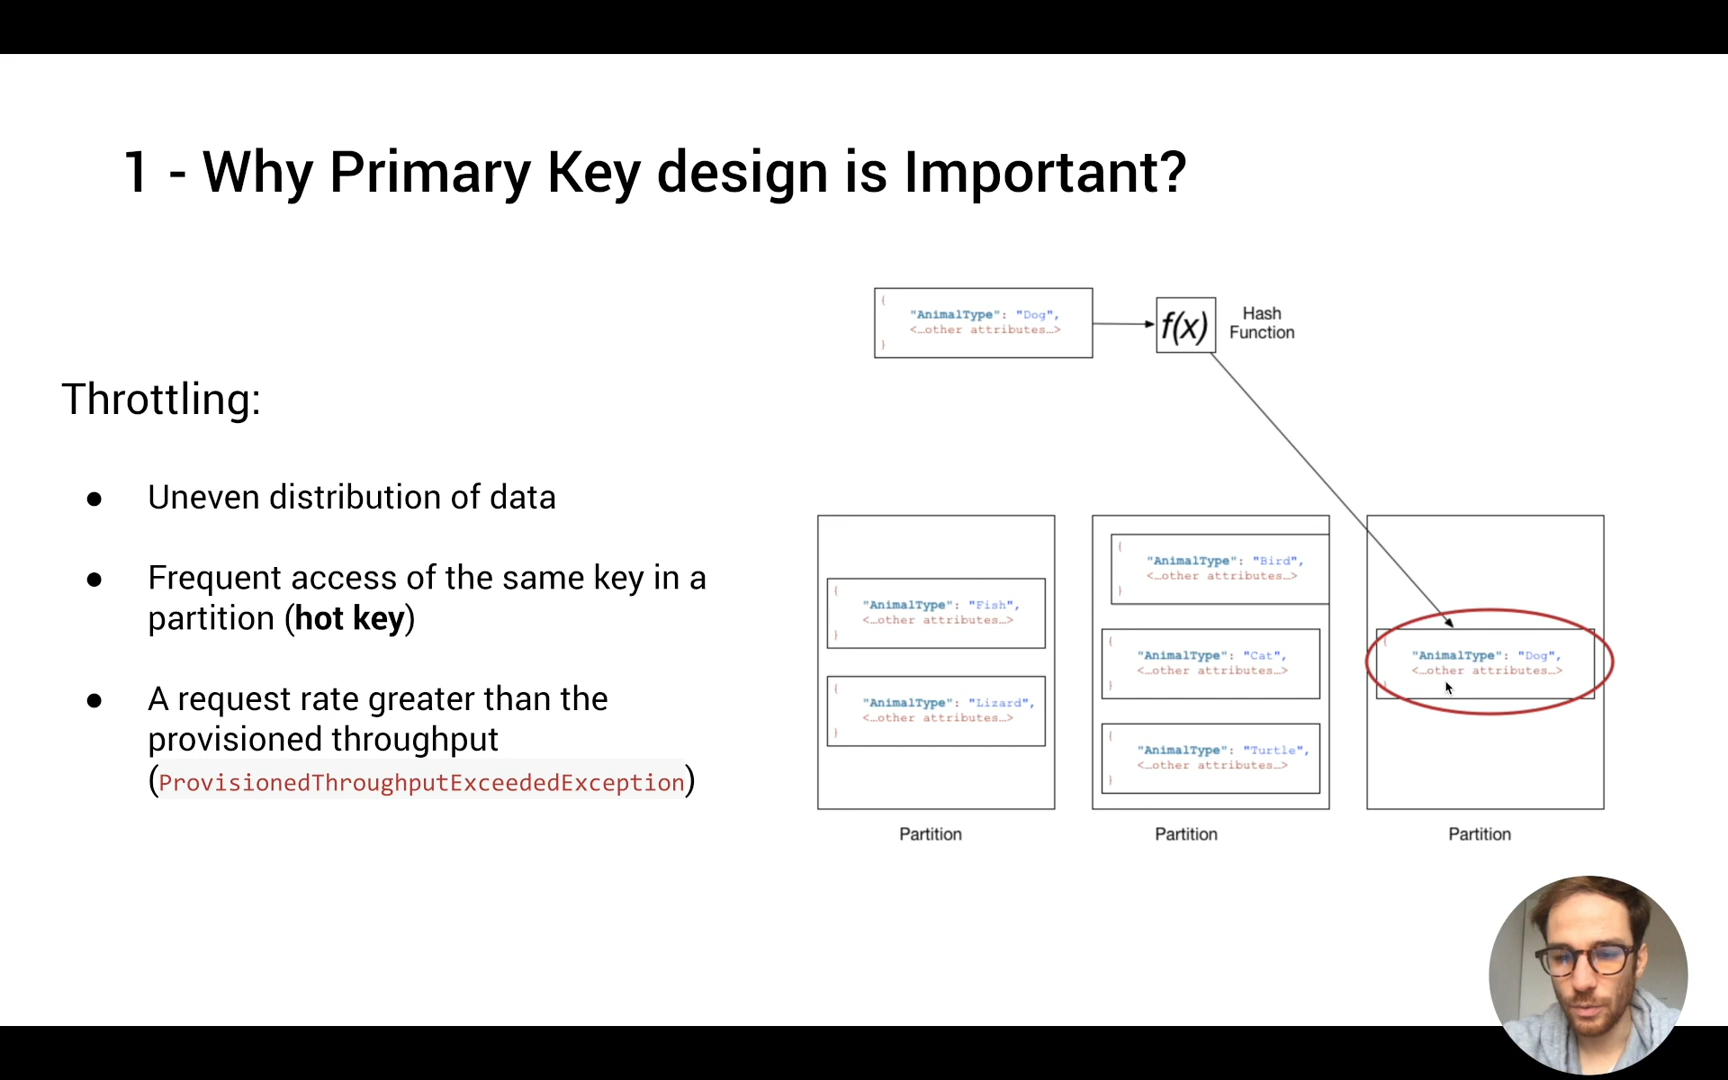 1 - Why Primary Key design is Important?
Throttling:
● Uneven distribution of data
● Frequent access of the same key in a
partition (hot key)
● A request rate greater than the
provisioned throughput
(ProvisionedThroughputExceededException)
{
"AnimalType": "Dog",
<…other attributes…>
}
f(x)
Hash
Function
{
"AnimalType": "Fish",
<…other attributes…>
}
{
"AnimalType": "Lizard",
<…other attributes…>
}
Partition
{
"AnimalType": "Bird",
<…other attributes…>
}
{
"AnimalType": "Cat",
<…other attributes…>
}
{
"AnimalType": "Turtle",
<…other attributes…>
}
Partition
{
"AnimalType": "Dog",
<…other attributes…>
}
Partition